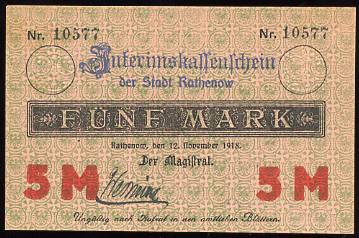 Nr. 10577 Nr. 10577
Interimskassenschein
der Stadt Rathenow
FÜNF MARK
Rathenow, den 12. November 1918.
Der Magistrat.
5 M 5 M
Ungültig nach Aufruf in den amtlichen Blättern.